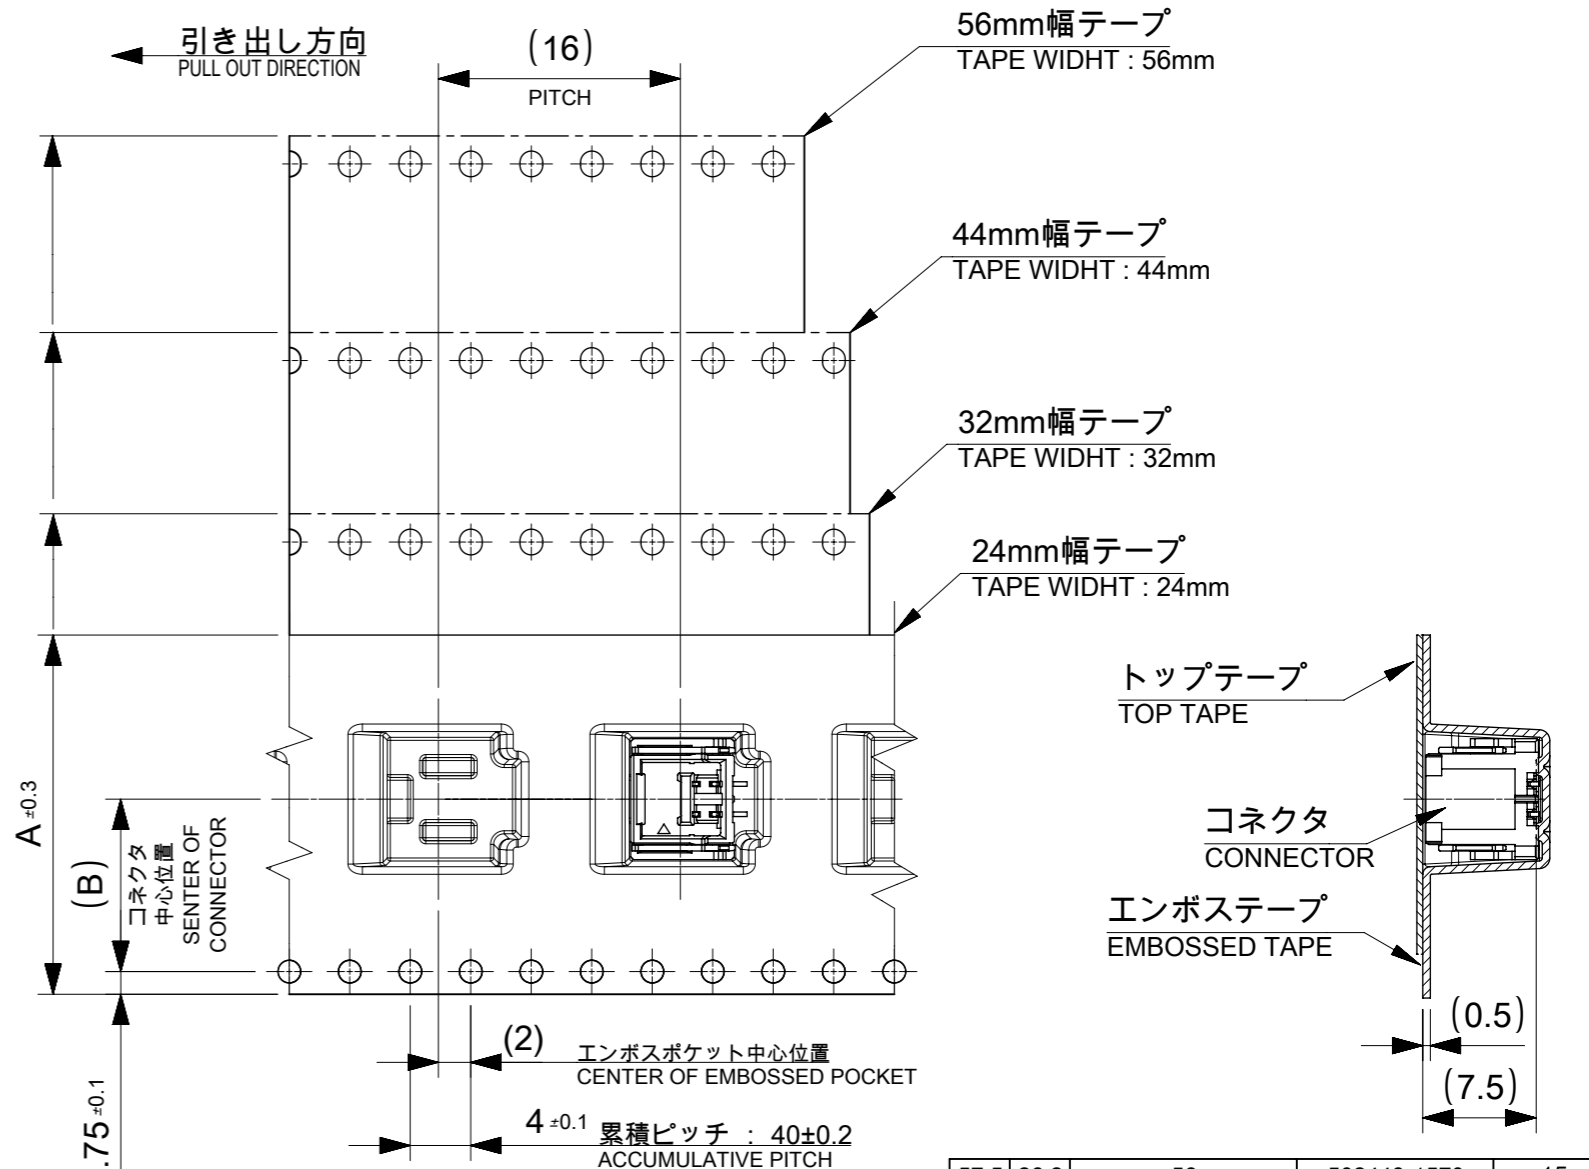 引き出し方向
PULL OUT DIRECTION
(16)
PITCH
56mm幅テープ
TAPE WIDHT : 56mm
44mm幅テープ
TAPE WIDHT : 44mm
32mm幅テープ
TAPE WIDHT : 32mm
24mm幅テープ
TAPE WIDHT : 24mm
トップテープ
TOP TAPE
コネクタ
CONNECTOR
エンボステープ
EMBOSSED TAPE
A ±0.3
(B)
コネクタ
中心位置
SENTER OF
CONNECTOR
(2)
エンボスポケット中心位置
CENTER OF EMBOSSED POCKET
4 ±0.1
累積ピッチ : 40±0.2
ACCUMULATIVE PITCH
.75 ±0.1
(0.5)
(7.5)